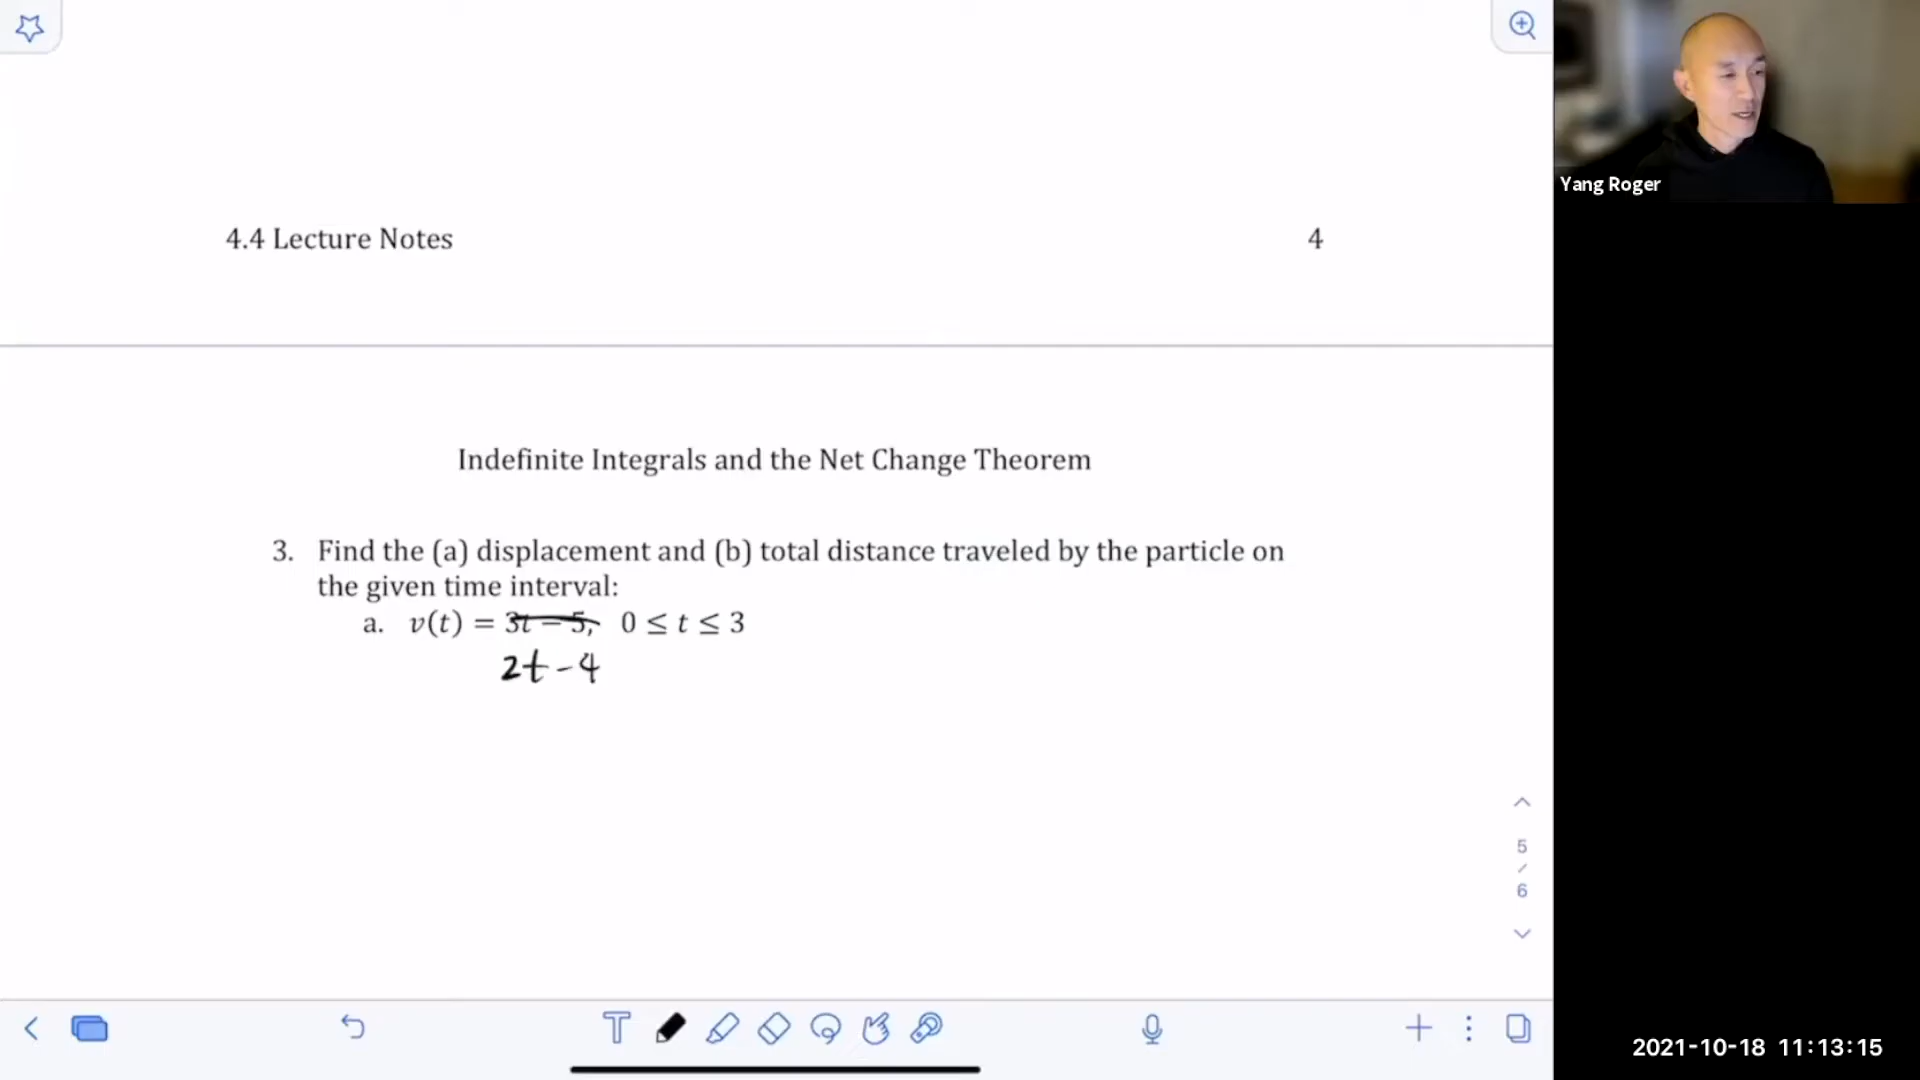 4.4 Lecture Notes 4
Indefinite Integrals and the Net Change Theorem
3. Find the (a) displacement and (b) total distance traveled by the particle on
the given time interval:
a. v(t) = 3t − 5, 0 ≤ t ≤ 3
2t - 4
5
/
6
T
Yang Roger
2021-10-18 11:13:15